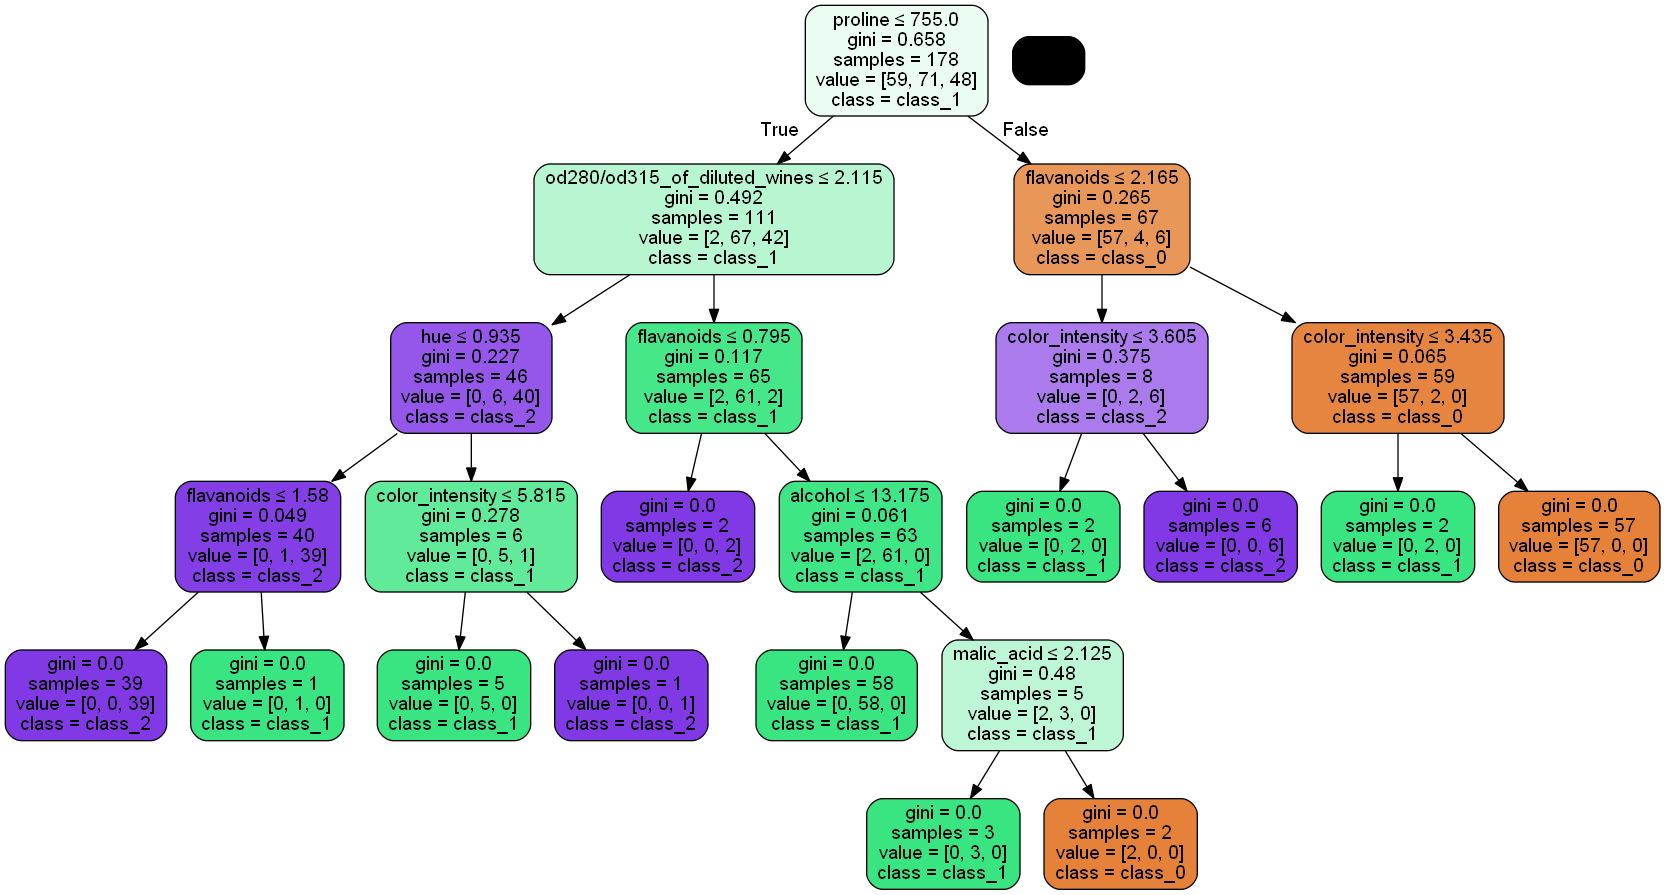 proline ≤ 755.0
gini = 0.658
samples = 178
value = [59, 71, 48]
class = class_1
True
False
od280/od315_of_diluted_wines ≤ 2.115
gini = 0.492
samples = 111
value = [2, 67, 42]
class = class_1
flavanoids ≤ 2.165
gini = 0.265
samples = 67
value = [57, 4, 6]
class = class_0
hue ≤ 0.935
gini = 0.227
samples = 46
value = [0, 6, 40]
class = class_2
flavanoids ≤ 0.795
gini = 0.117
samples = 65
value = [2, 61, 2]
class = class_1
color_intensity ≤ 3.605
gini = 0.375
samples = 8
value = [0, 2, 6]
class = class_2
color_intensity ≤ 3.435
gini = 0.065
samples = 59
value = [57, 2, 0]
class = class_0
flavanoids ≤ 1.58
gini = 0.049
samples = 40
value = [0, 1, 39]
class = class_2
color_intensity ≤ 5.815
gini = 0.278
samples = 6
value = [0, 5, 1]
class = class_1
gini = 0.0
samples = 2
value = [0, 0, 2]
class = class_2
alcohol ≤ 13.175
gini = 0.061
samples = 63
value = [2, 61, 0]
class = class_1
gini = 0.0
samples = 2
value = [0, 2, 0]
class = class_1
gini = 0.0
samples = 6
value = [0, 0, 6]
class = class_2
gini = 0.0
samples = 2
value = [0, 2, 0]
class = class_1
gini = 0.0
samples = 57
value = [57, 0, 0]
class = class_0
gini = 0.0
samples = 39
value = [0, 0, 39]
class = class_2
gini = 0.0
samples = 1
value = [0, 1, 0]
class = class_1
gini = 0.0
samples = 5
value = [0, 5, 0]
class = class_1
gini = 0.0
samples = 1
value = [0, 0, 1]
class = class_2
gini = 0.0
samples = 58
value = [0, 58, 0]
class = class_1
malic_acid ≤ 2.125
gini = 0.48
samples = 5
value = [2, 3, 0]
class = class_1
gini = 0.0
samples = 3
value = [0, 3, 0]
class = class_1
gini = 0.0
samples = 2
value = [2, 0, 0]
class = class_0